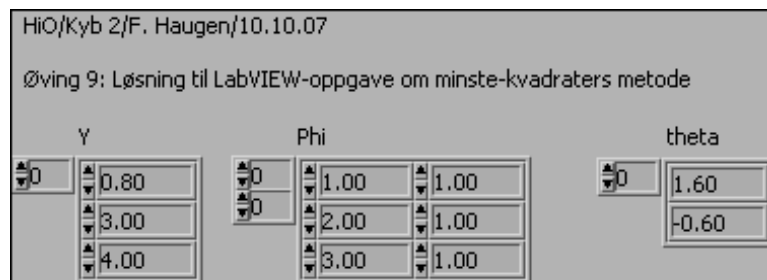 HiO/Kyb 2/F. Haugen/10.10.07
Øving 9: Løsning til LabVIEW-oppgave om minste-kvadraters metode
Y Phi theta
0 0.80 0 1.00 1.00 0 1.60
3.00 0 2.00 1.00 -0.60
4.00 3.00 1.00